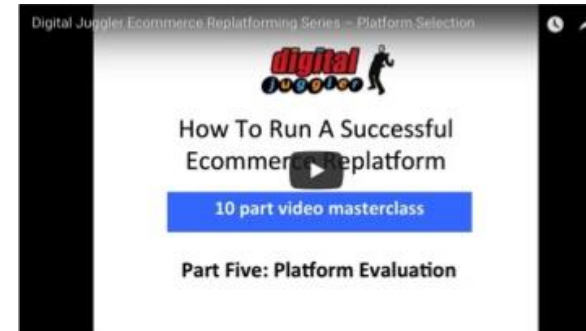 Digital Juggler Ecommerce Replatforming Series – Platform Selection
digital
juggler
How To Run A Successful
Ecommerce Replatform
10 part video masterclass
Part Five: Platform Evaluation